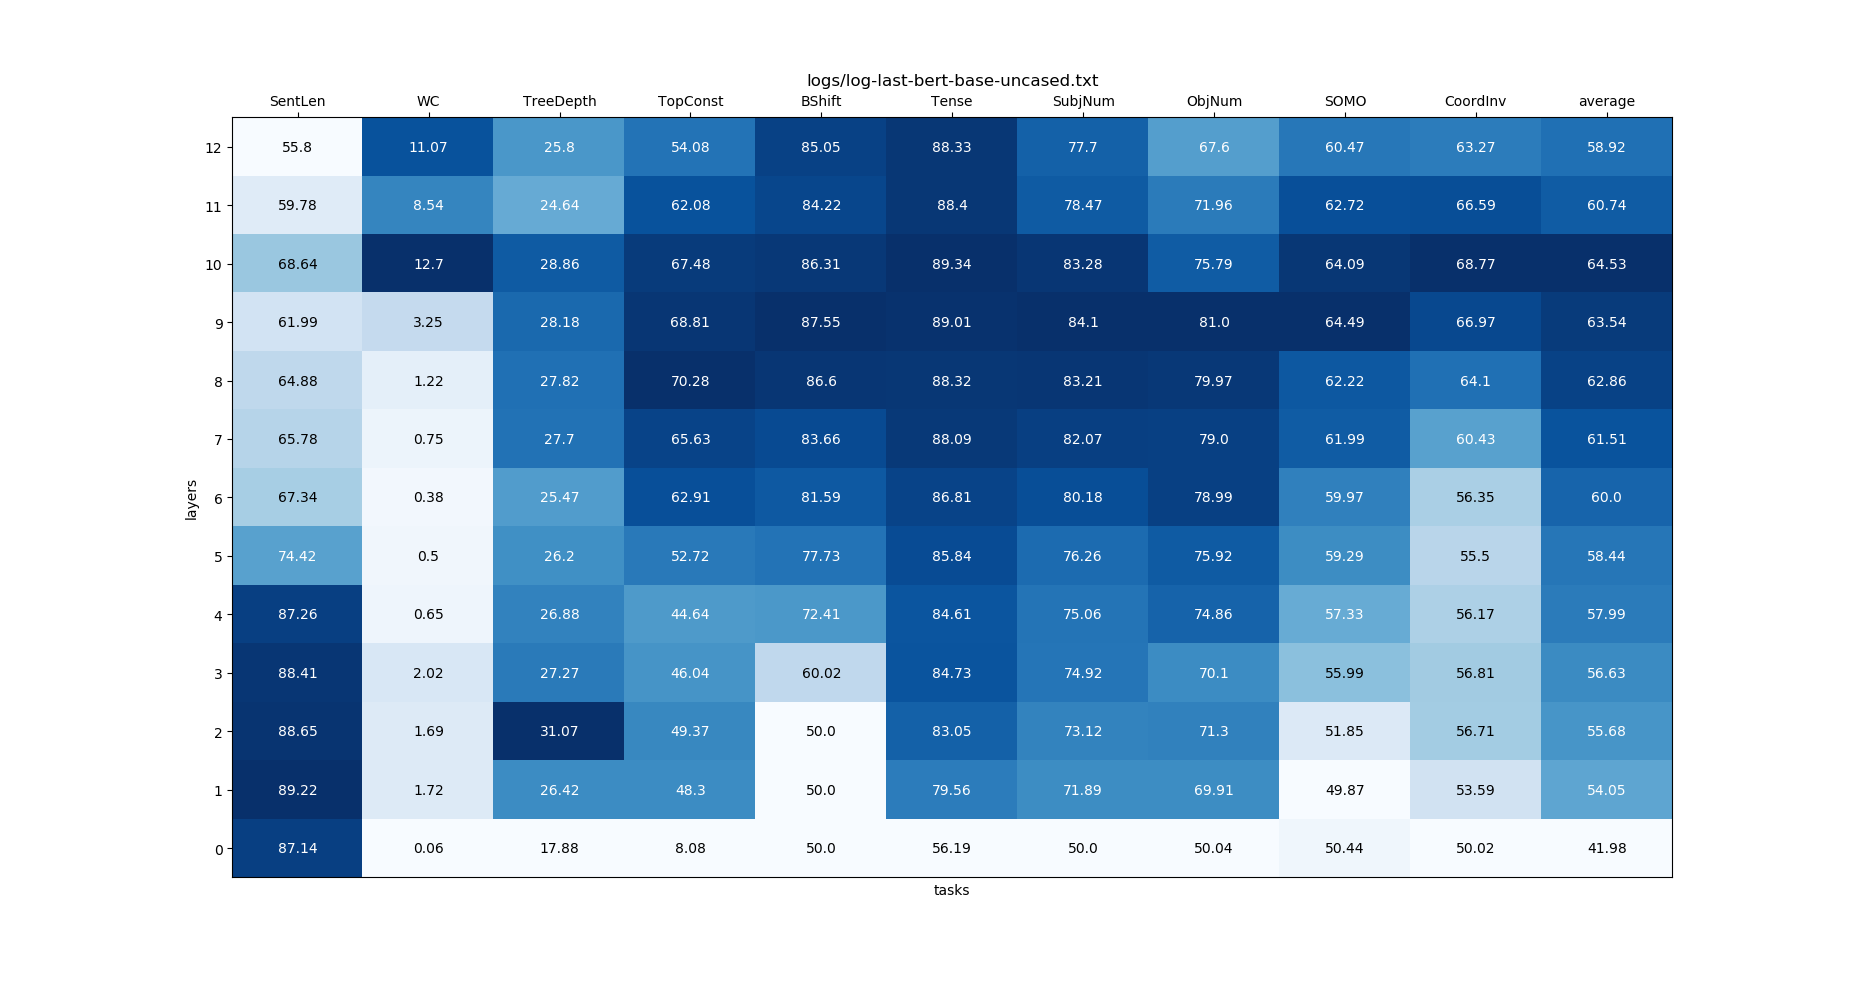 logs/log-last-bert-base-uncased.txt
SentLen WC TreeDepth TopConst BShift Tense SubjNum ObjNum SOMO CoordInv average
12 55.8 11.07 25.8 54.08 85.05 88.33 77.7 67.6 60.47 63.27 58.92
11 59.78 8.54 24.64 62.08 84.22 88.4 78.47 71.96 62.72 66.59 60.74
10 68.64 12.7 28.86 67.48 86.31 89.34 83.28 75.79 64.09 68.77 64.53
9 61.99 3.25 28.18 68.81 87.55 89.01 84.1 81.0 64.49 66.97 63.54
8 64.88 1.22 27.82 70.28 86.6 88.32 83.21 79.97 62.22 64.1 62.86
7 65.78 0.75 27.7 65.63 83.66 88.09 82.07 79.0 61.99 60.43 61.51
layers
6 67.34 0.38 25.47 62.91 81.59 86.81 80.18 78.99 59.97 56.35 60.0
5 74.42 0.5 26.2 52.72 77.73 85.84 76.26 75.92 59.29 55.5 58.44
4 87.26 0.65 26.88 44.64 72.41 84.61 75.06 74.86 57.33 56.17 57.99
3 88.41 2.02 27.27 46.04 60.02 84.73 74.92 70.1 55.99 56.81 56.63
2 88.65 1.69 31.07 49.37 50.0 83.05 73.12 71.3 51.85 56.71 55.68
1 89.22 1.72 26.42 48.3 50.0 79.56 71.89 69.91 49.87 53.59 54.05
0 87.14 0.06 17.88 8.08 50.0 56.19 50.0 50.04 50.44 50.02 41.98
tasks